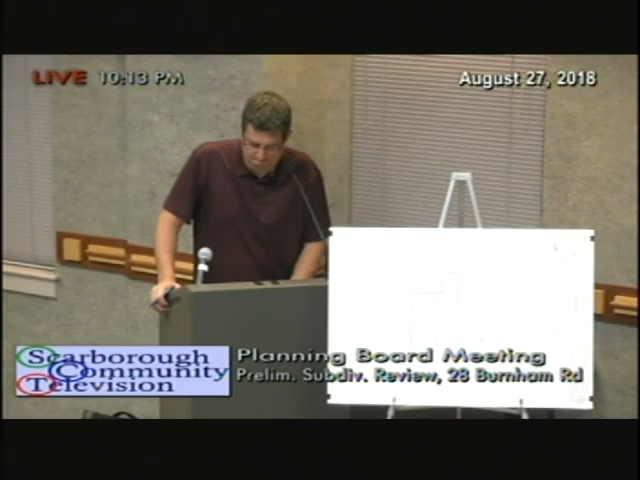 LIVE 10:13 PM
August 27, 2018
Scarborough
Community
Television
Planning Board Meeting
Prelim. Subdiv. Review, 28 Burnham Rd